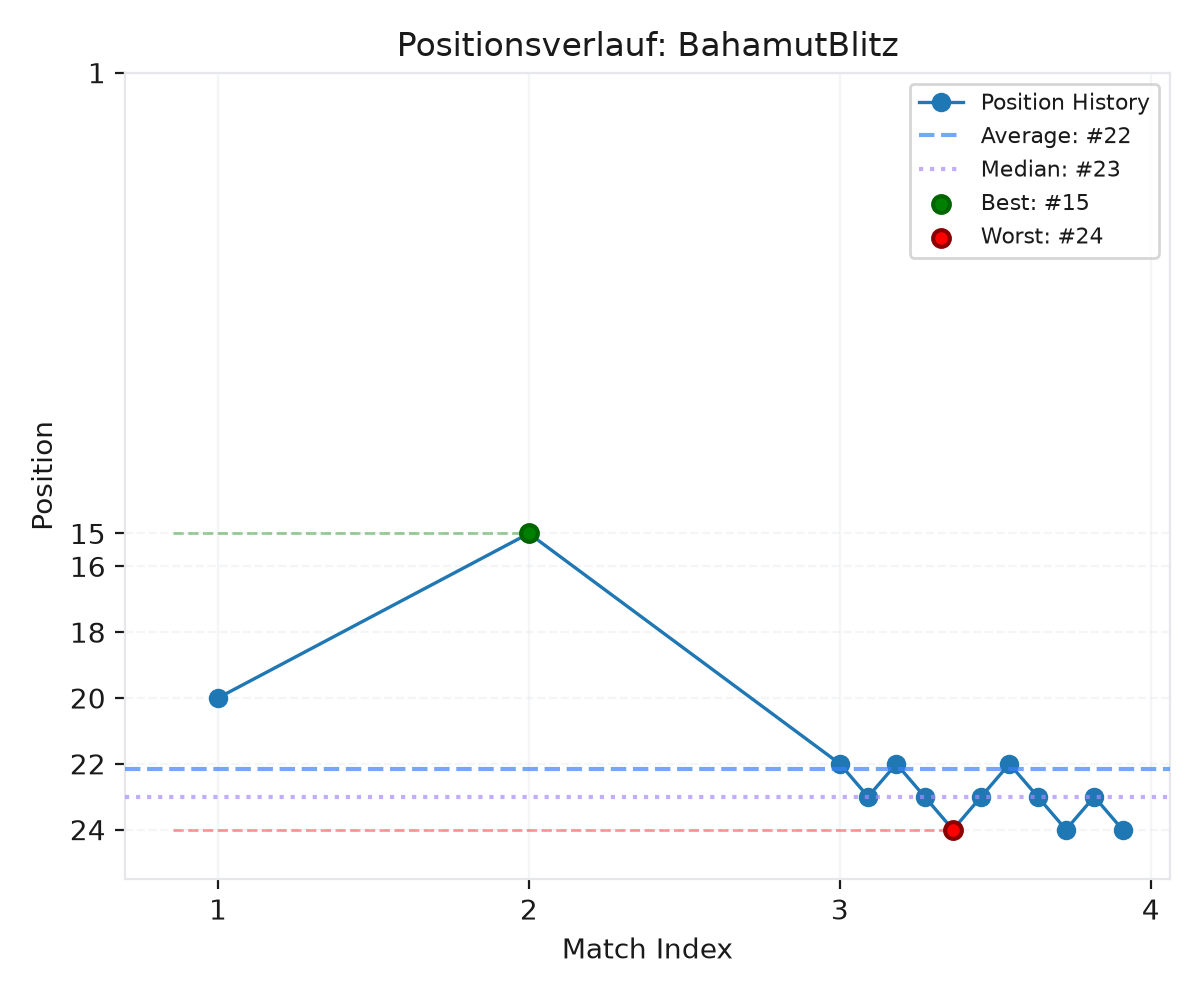 Positionsverlauf: BahamutBlitz
Position History
Average: #22
Median: #23
Best: #15
Worst: #24
Position
1
15
16
18
20
22
24
1
2
3
4
Match Index